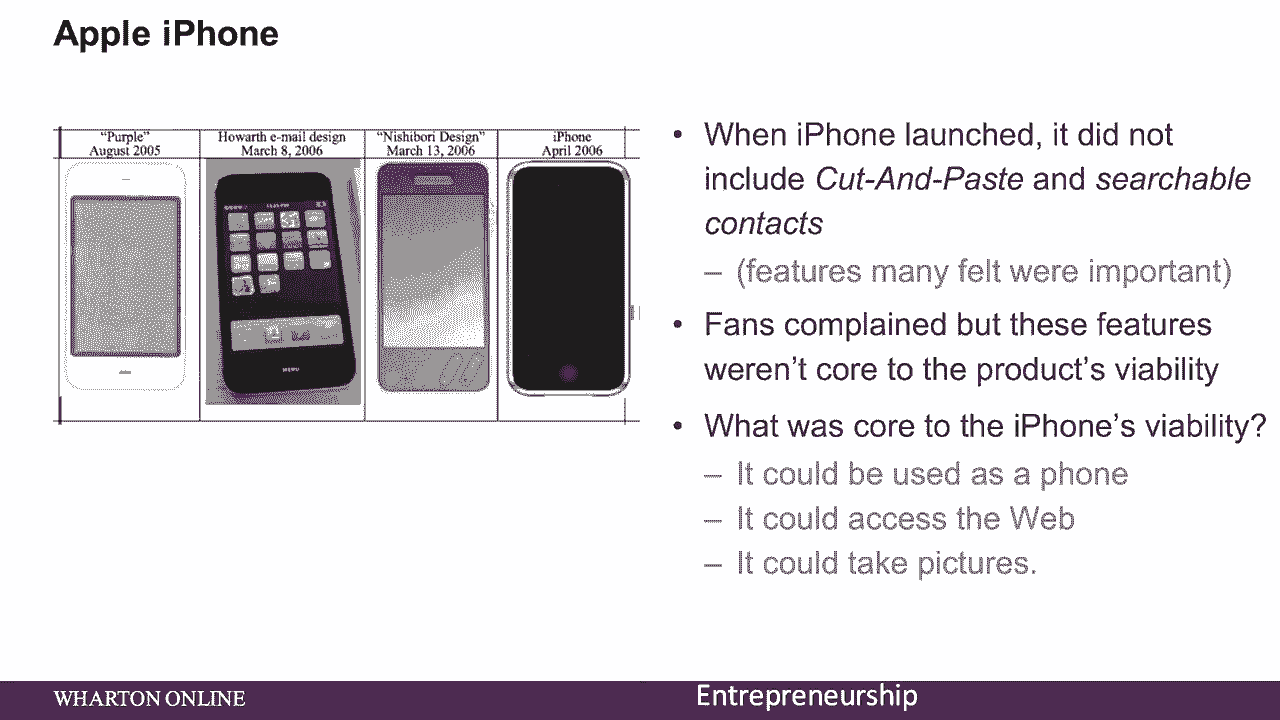 Apple iPhone
"Purple"
August 2005
Howarth e-mail design
March 8, 2006
"Nishibori Design"
March 13, 2006
iPhone
April 2006
• When iPhone launched, it did not
include Cut-And-Paste and searchable
contacts
– (features many felt were important)
• Fans complained but these features
weren't core to the product's viability
• What was core to the iPhone's viability?
– It could be used as a phone
– It could access the Web
– It could take pictures.
WHARTON ONLINE
Entrepreneurship